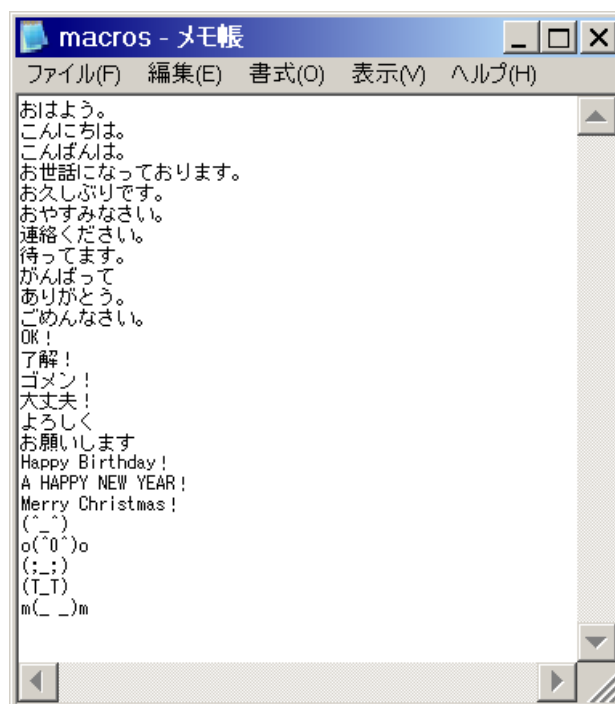 macros - メモ帳
ファイル(F) 編集(E) 書式(O) 表示(V) ヘルプ(H)
おはよう。
こんにちは。
こんばんは。
お世話になっております。
お久しぶりです。
おやすみなさい。
連絡ください。
待ってます。
がんばって
ありがとう。
ごめんなさい。
OK!
了解!
ゴメン!
大丈夫!
よろしく
お願いします
Happy Birthday!
A HAPPY NEW YEAR!
Merry Christmas!
(^_^)
o(^O^)o
(;_;)
(T_T)
m(_ _)m